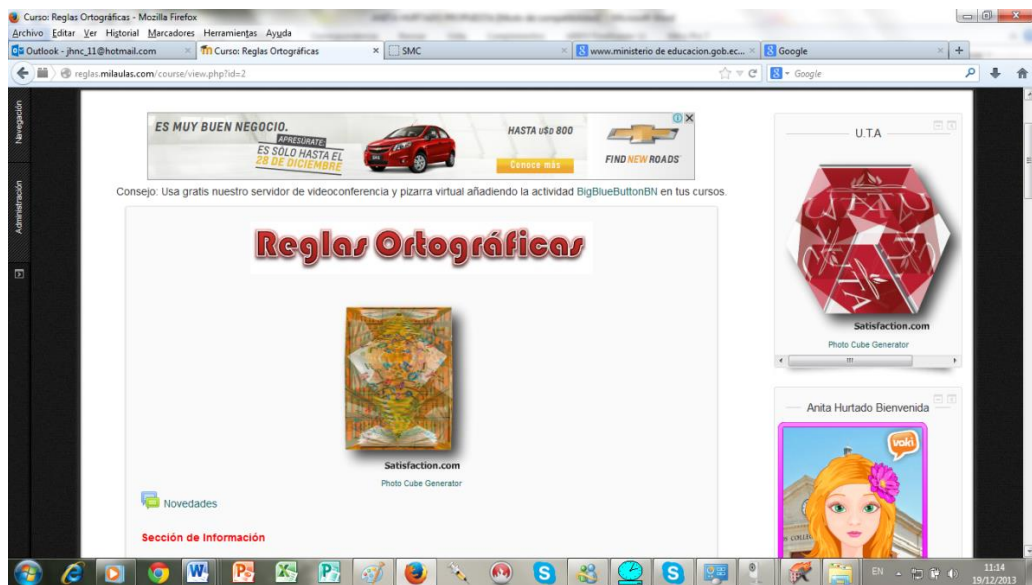 Curso: Reglas Ortográficas - Mozilla Firefox
Archivo Editar Ver Historial Marcadores Herramientas Ayuda
Outlook - jhnc_11@hotmail.com
Curso: Reglas Ortográficas
SMC
www.ministerio de educacion.gob.ec...
Google
reglas.milaulas.com/course/view.php?id=2
Google
Navegación
Administración
ES MUY BUEN NEGOCIO.
APRESÚRATE:
ES SÓLO HASTA EL
28 DE DICIEMBRE
HASTA U$D 800
Conoce más
FIND NEW ROADS
Consejo: Usa gratis nuestro servidor de videoconferencia y pizarra virtual añadiendo la actividad BigBlueButtonBN en tus cursos.
Reglas Ortográficas
Satisfaction.com
Photo Cube Generator
Novedades
Sección de Información
U.T.A
Satisfaction.com
Photo Cube Generator
Anita Hurtado Bienvenida
voki
EN
11:14
19/12/2013